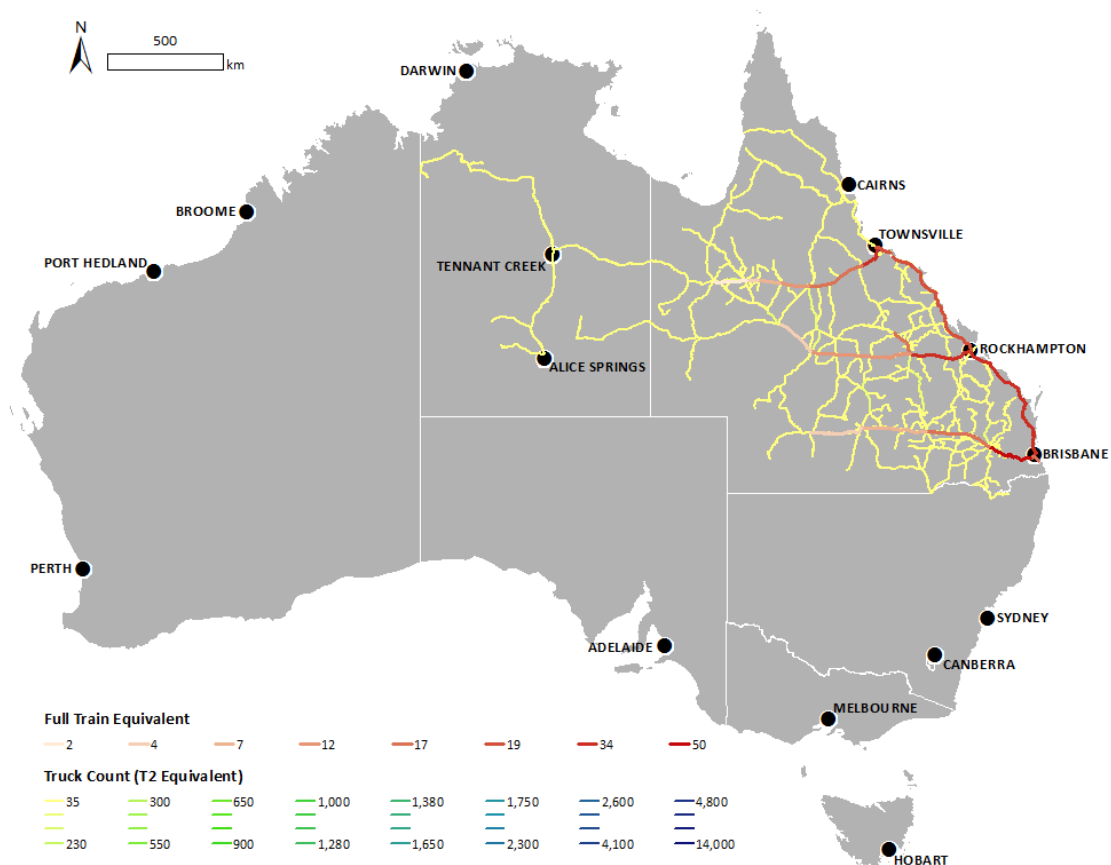 N
500
km
DARWIN
CAIRNS
BROOME
TOWNSVILLE
PORT HEDLAND
TENNANT CREEK
ROCKHAMPTON
ALICE SPRINGS
BRISBANE
PERTH
SYDNEY
ADELAIDE
CANBERRA
MELBOURNE
Full Train Equivalent
2 4 7 12 17 19 34 50
Truck Count (T2 Equivalent)
35 300 650 1,000 1,380 1,750 2,600 4,800
230 550 900 1,280 1,650 2,300 4,100 14,000
HOBART